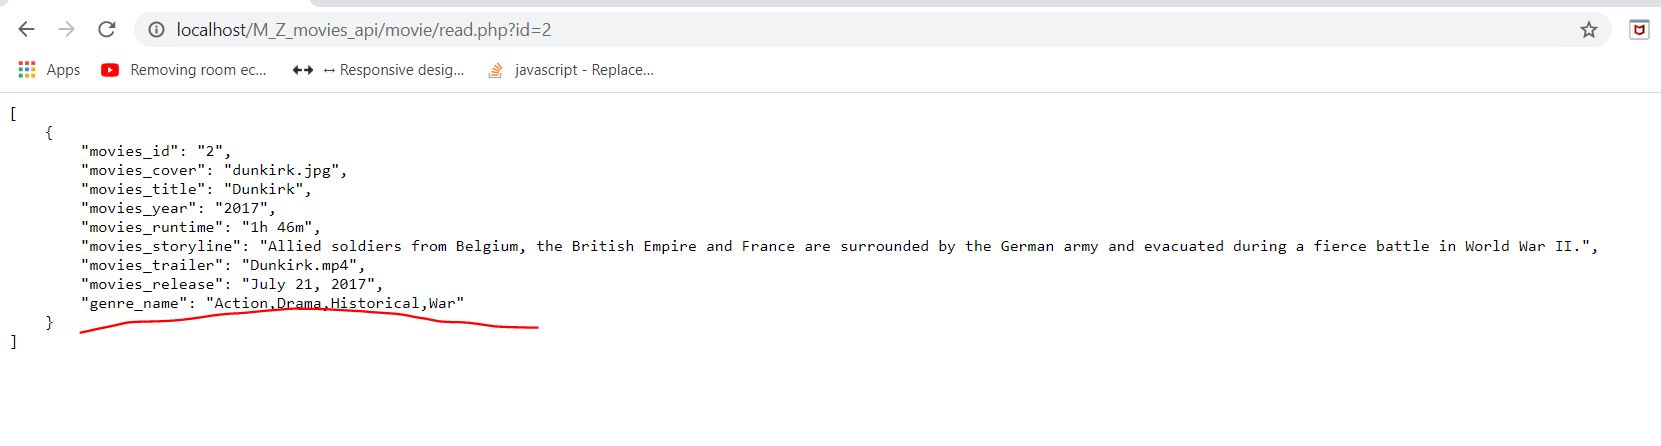 localhost/M_Z_movies_api/movie/read.php?id=2
Apps Removing room ec... ↔ Responsive desig... javascript - Replace...
[
{
"movies_id": "2",
"movies_cover": "dunkirk.jpg",
"movies_title": "Dunkirk",
"movies_year": "2017",
"movies_runtime": "1h 46m",
"movies_storyline": "Allied soldiers from Belgium, the British Empire and France are surrounded by the German army and evacuated during a fierce battle in World War II.",
"movies_trailer": "Dunkirk.mp4",
"movies_release": "July 21, 2017",
"genre_name": "Action,Drama,Historical,War"
}
]